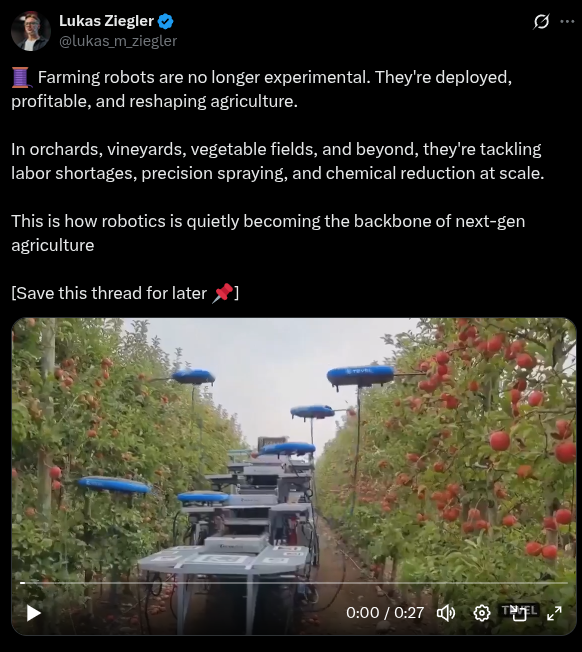 Lukas Ziegler
@lukas_m_ziegler
🧵 Farming robots are no longer experimental. They're deployed,
profitable, and reshaping agriculture.
In orchards, vineyards, vegetable fields, and beyond, they're tackling
labor shortages, precision spraying, and chemical reduction at scale.
This is how robotics is quietly becoming the backbone of next-gen
agriculture
[Save this thread for later 📌]
TEVEL
0:00 / 0:27